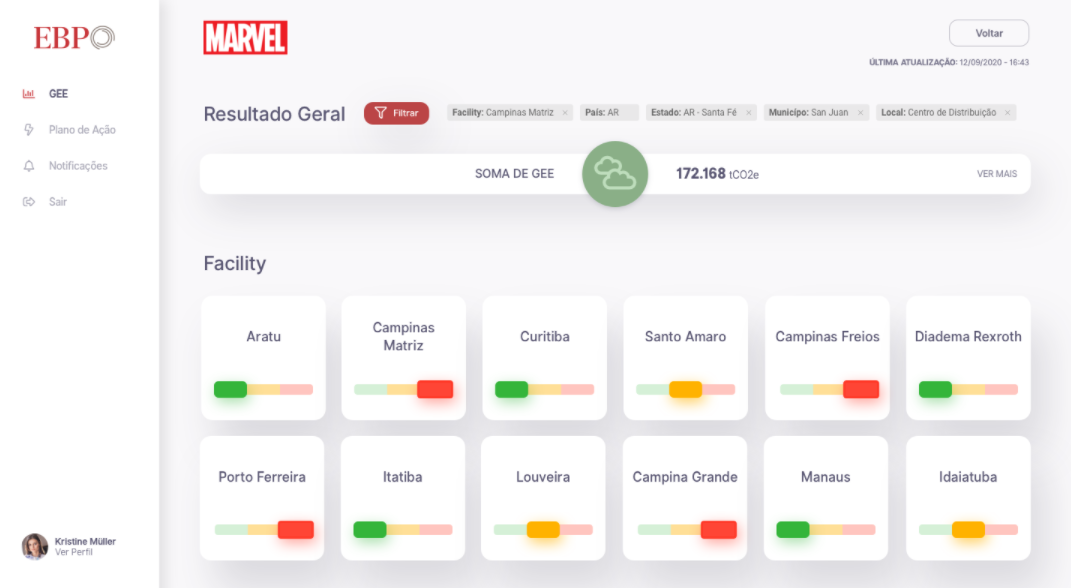 EBP
MARVEL
Voltar
ÚLTIMA ATUALIZAÇÃO: 12/09/2020 - 16:43
GEE
Plano de Ação
Notificações
Sair
Resultado Geral
Filtrar
Facility: Campinas Matriz ×
País: AR
Estado: AR - Santa Fé ×
Município: San Juan ×
Local: Centro de Distribuição ×
SOMA DE GEE
172.168 tCO2e
VER MAIS
Facility
Aratu
Campinas
Matriz
Curitiba
Santo Amaro
Campinas Freios
Diadema Rexroth
Porto Ferreira
Itatiba
Louveira
Campina Grande
Manaus
Idaiatuba
Kristine Müller
Ver Perfil